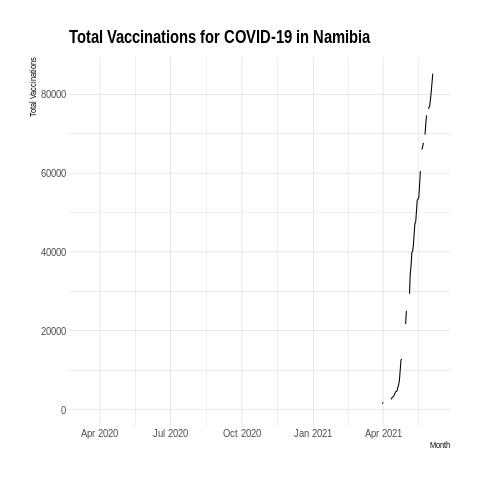 Total Vaccinations for COVID-19 in Namibia
Total Vaccinations
80000
60000
40000
20000
0
Apr 2020 Jul 2020 Oct 2020 Jan 2021 Apr 2021
Month